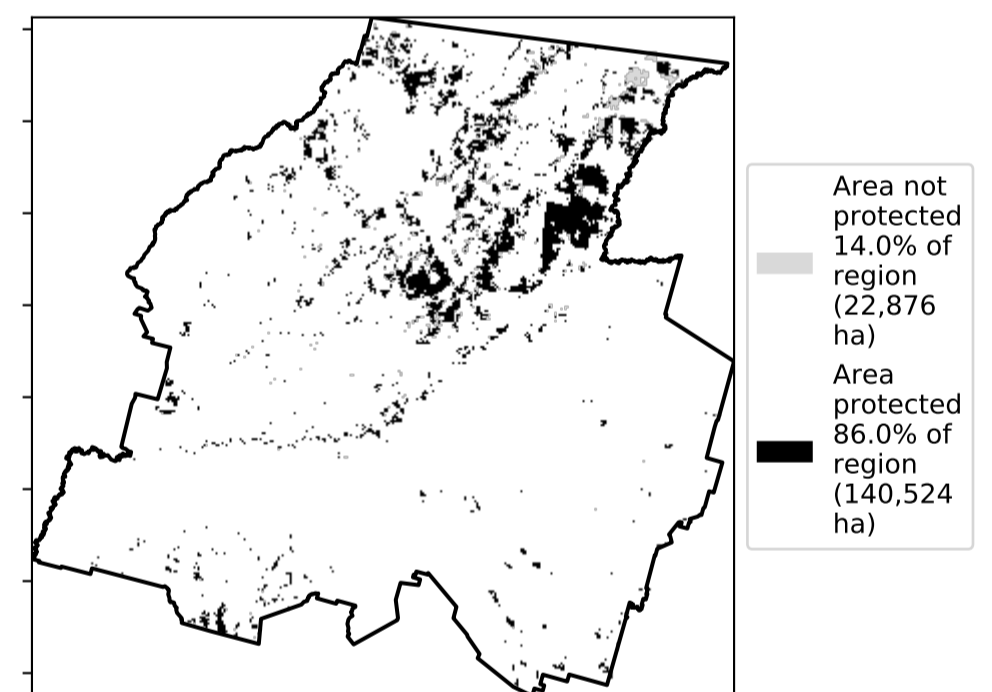 Area not
protected
14.0% of
region
(22,876
ha)
Area
protected
86.0% of
region
(140,524
ha)